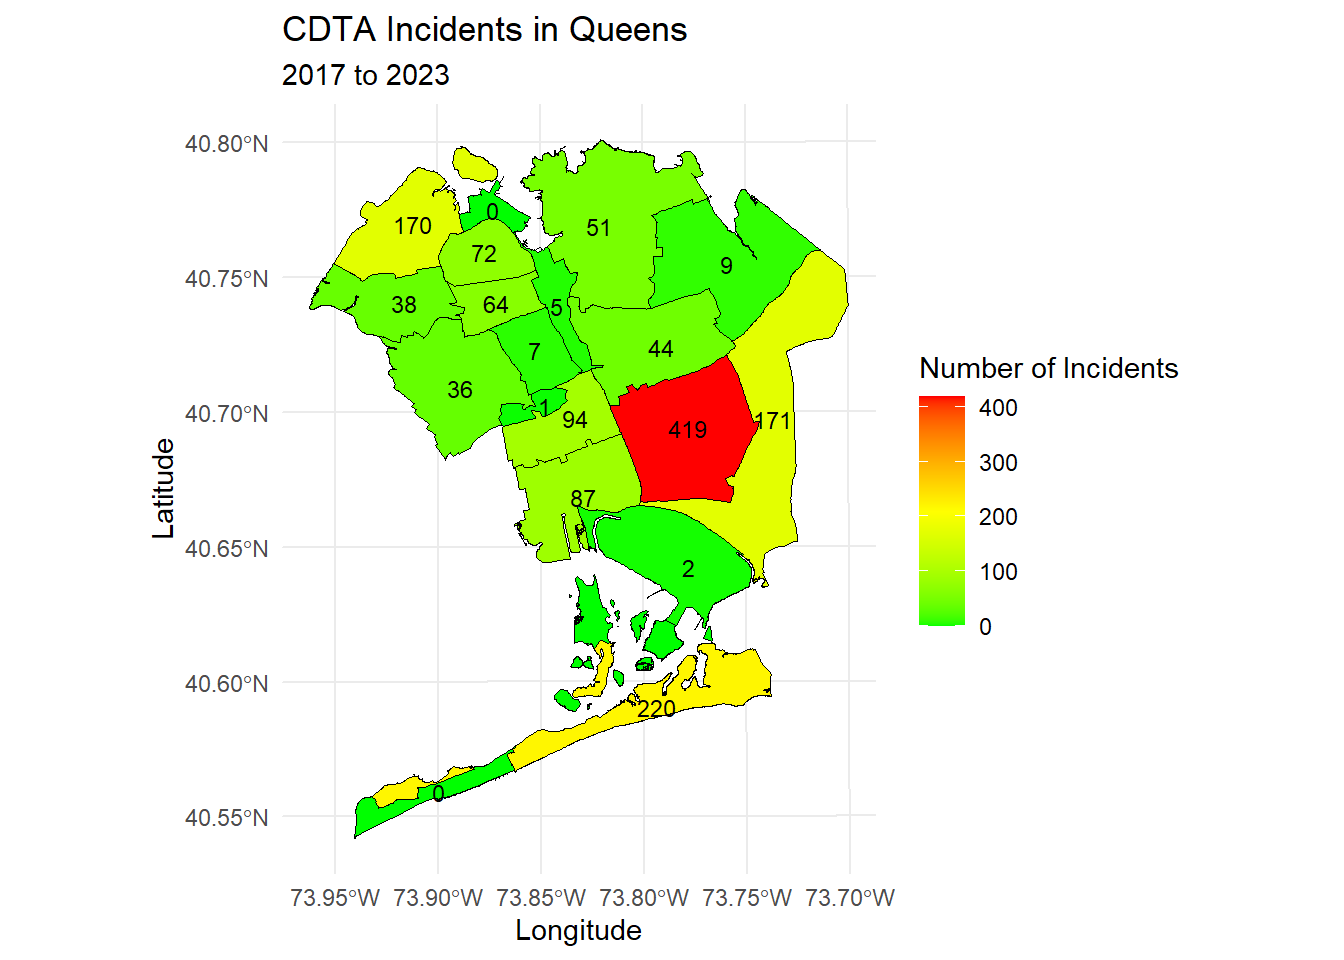 CDTA Incidents in Queens
2017 to 2023
40.80°N
40.75°N
40.70°N
40.65°N
40.60°N
40.55°N
Latitude
0
170
51
72
9
38
64
5
7
44
36
1
94
419
171
87
2
220
0
73.95°W 73.90°W 73.85°W 73.80°W 73.75°W 73.70°W
Longitude
Number of Incidents
400
300
200
100
0